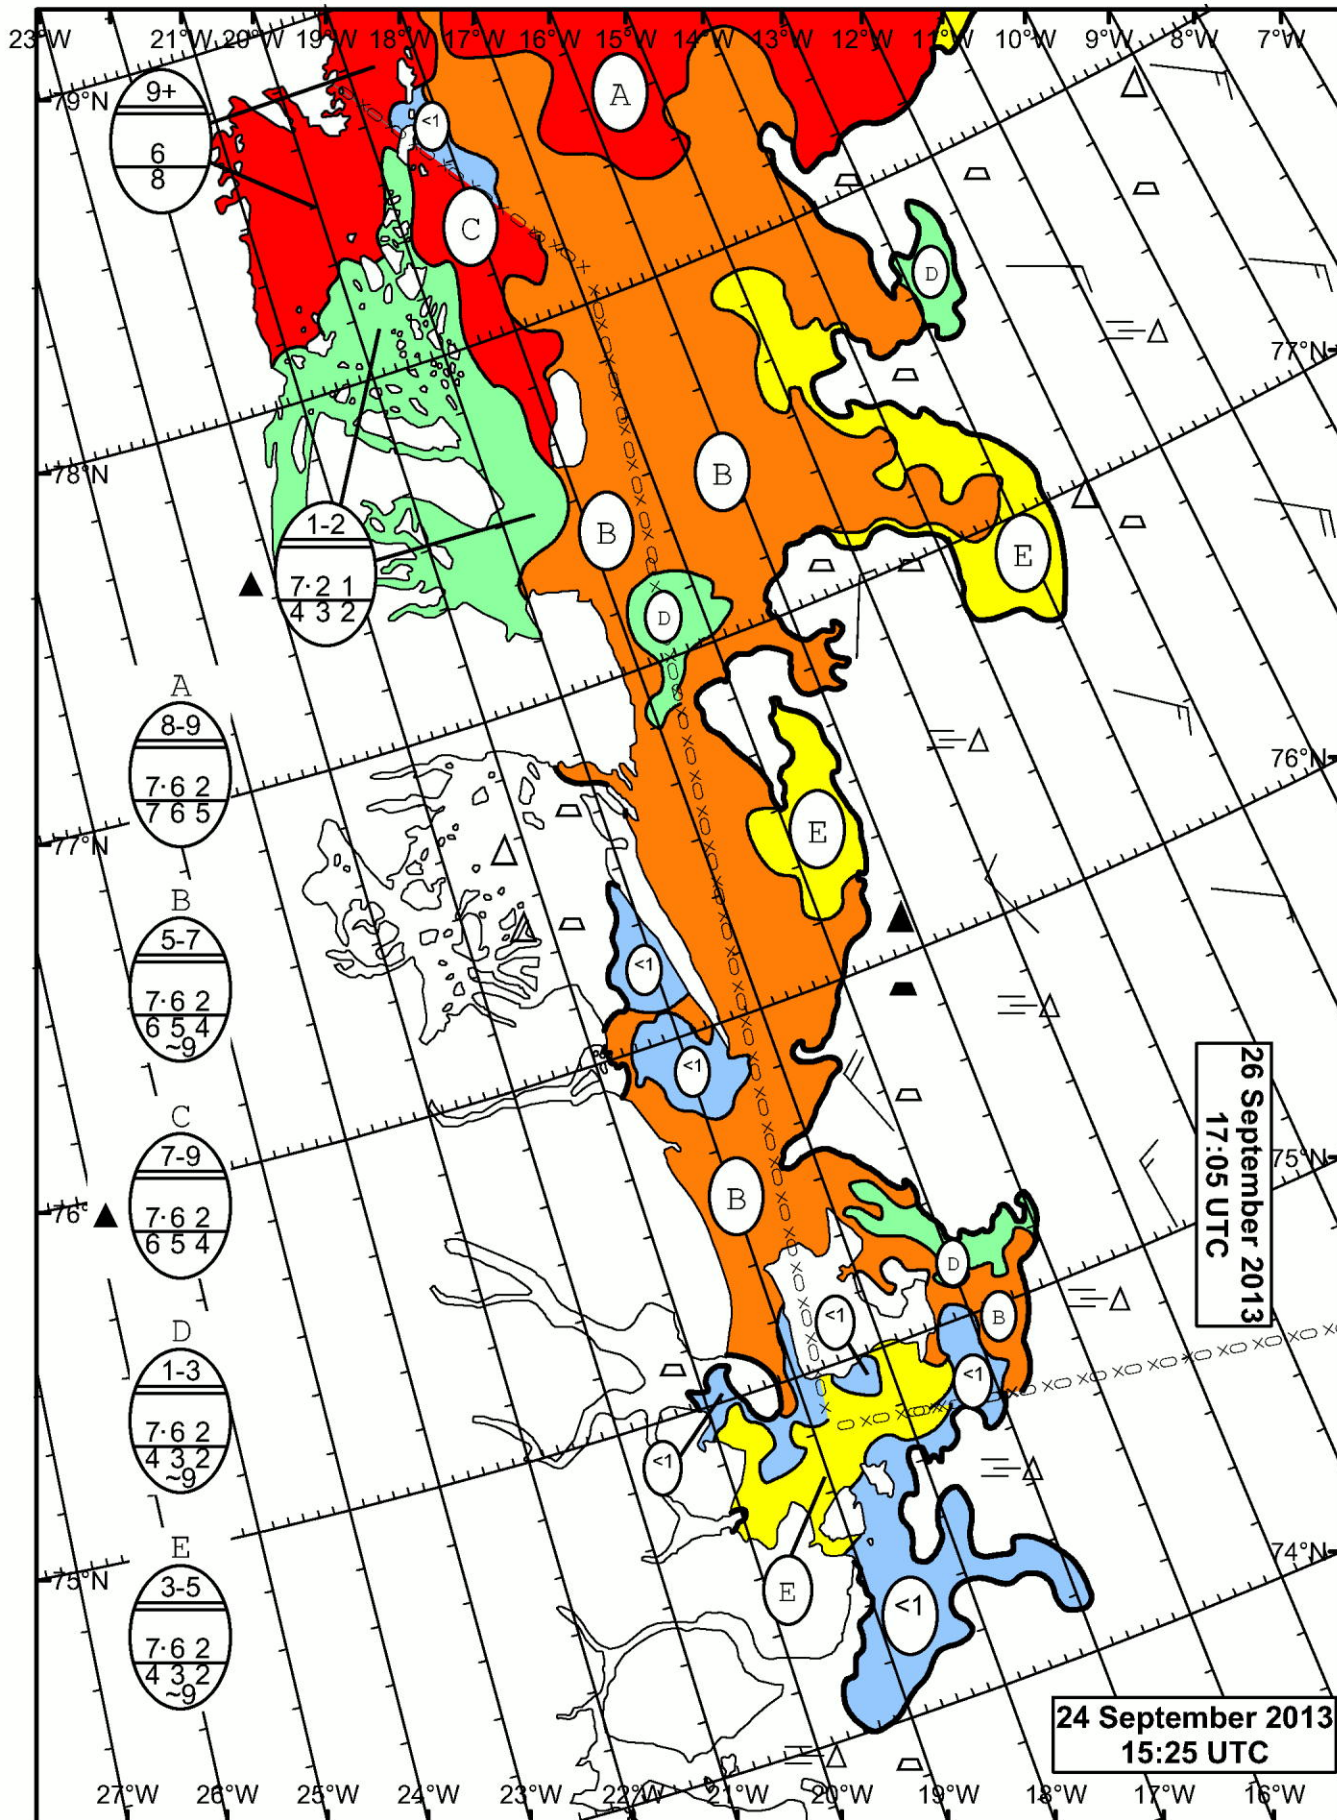 23°W 21°W 20°W 19°W 18°W 17°W 16°W 15°W 14°W 13°W 12°W 11°W 10°W 9°W 8°W 7°W
79°N
9+
6
8
<1
A
C
D
77°N
78°N
B
B
E
1-2
7·2 1
4 3 2
D
A
8-9
7·6 2
7 6 5
76°N
E
77°N
B
5-7
7·6 2
6 5 4
~9
<1
<1
26 September 2013
17:05 UTC
C
7-9
7·6 2
6 5 4
75°N
76°
B
D
B
<1
<1
<1
D
1-3
7·6 2
4 3 2
~9
74°N
75°N
E
3-5
7·6 2
4 3 2
~9
E
<1
24 September 2013
15:25 UTC
27°W 26°W 25°W 24°W 23°W 22°W 21°W 20°W 19°W 18°W 17°W 16°W